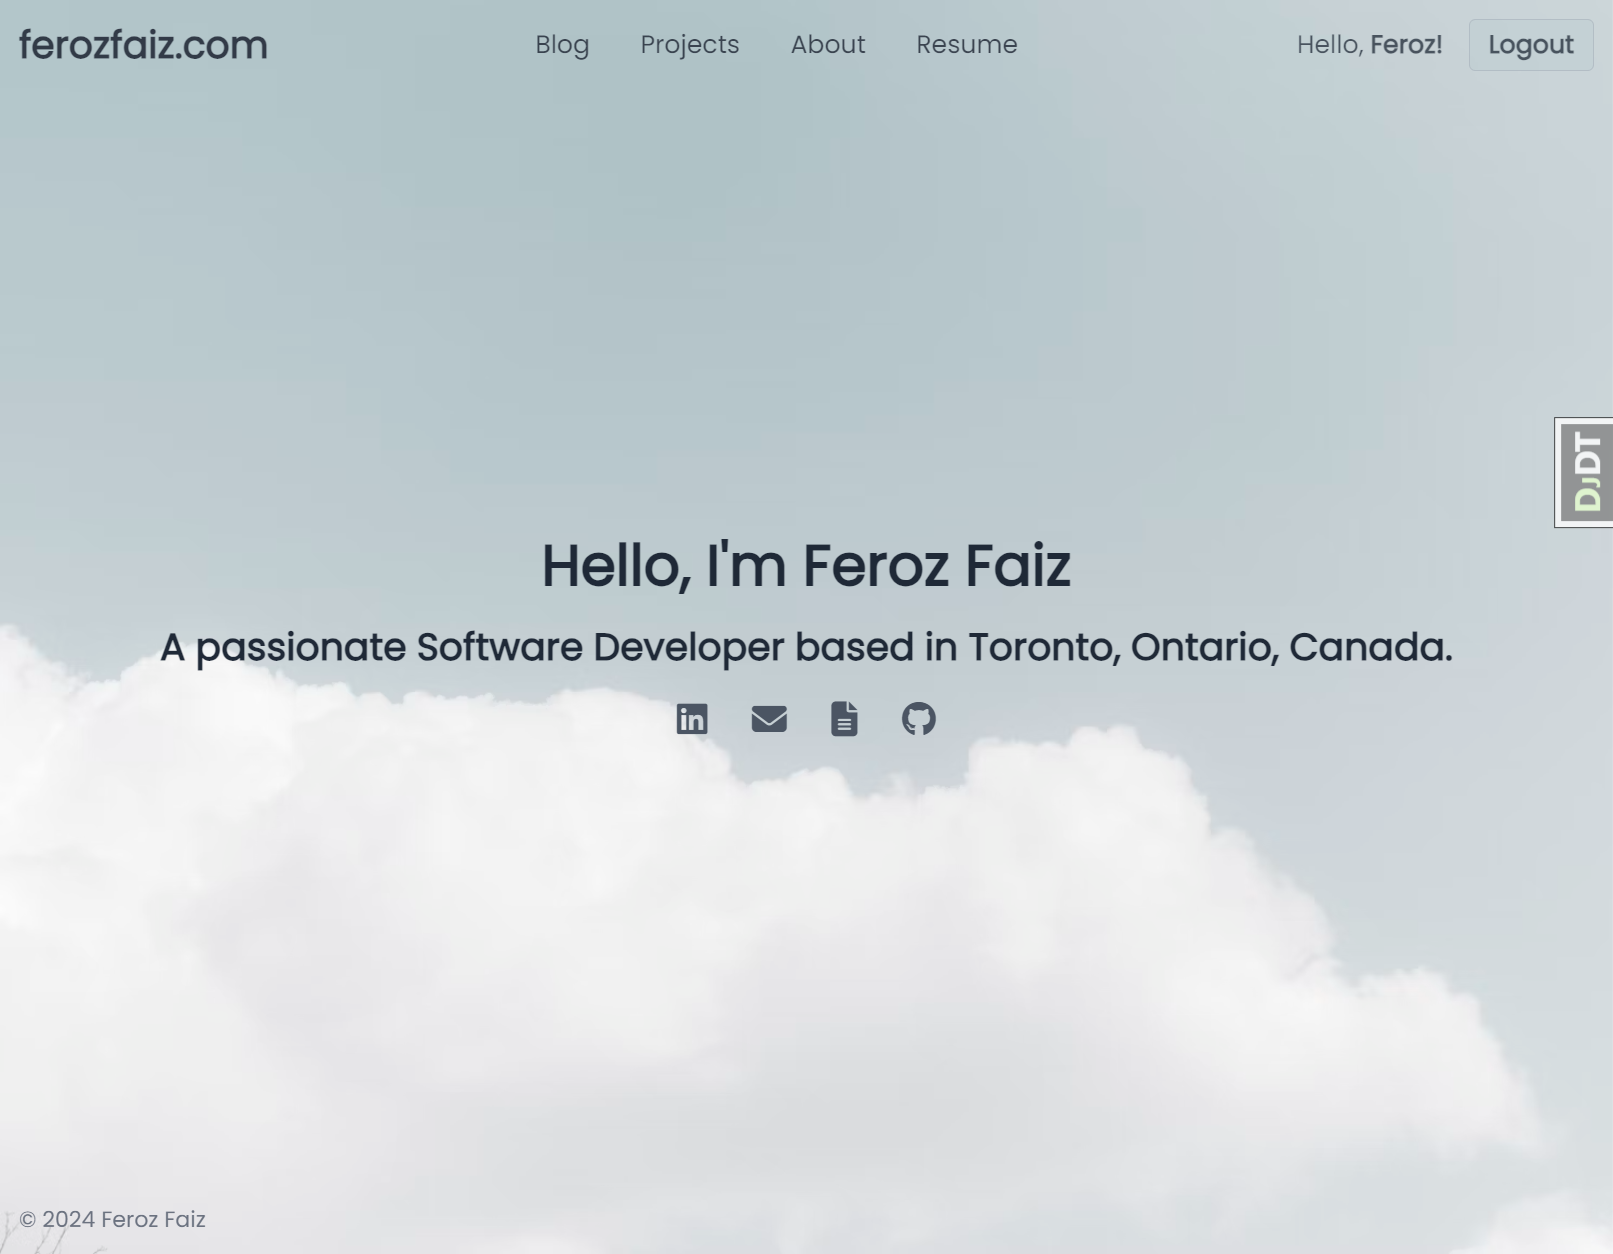 ferozfaiz.com
Blog Projects About Resume
Hello, Feroz! Logout
DJDT
Hello, I'm Feroz Faiz
A passionate Software Developer based in Toronto, Ontario, Canada.
in
© 2024 Feroz Faiz